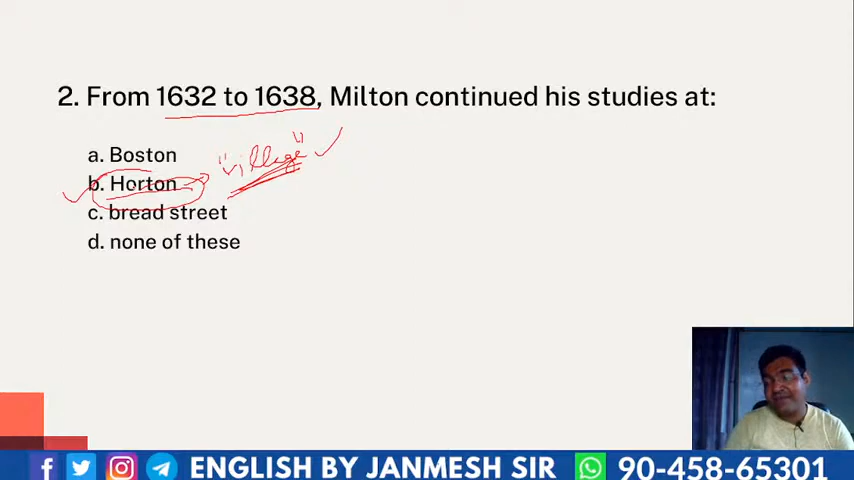 2. From 1632 to 1638, Milton continued his studies at:
a. Boston
"village"
b. Horton
c. bread street
d. none of these
ENGLISH BY JANMESH SIR 90-458-65301